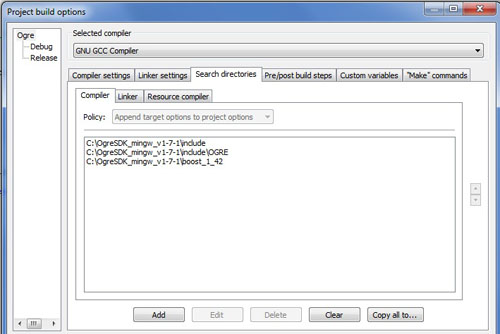 Project build options
Ogre
Debug
Release
Selected compiler
GNU GCC Compiler
Compiler settings Linker settings Search directories Pre/post build steps Custom variables "Make" commands
Compiler Linker Resource compiler
Policy: Append target options to project options
C:\OgreSDK_mingw_v1-7-1\include
C:\OgreSDK_mingw_v1-7-1\include\OGRE
C:\OgreSDK_mingw_v1-7-1\boost_1_42
Add Edit Delete Clear Copy all to...